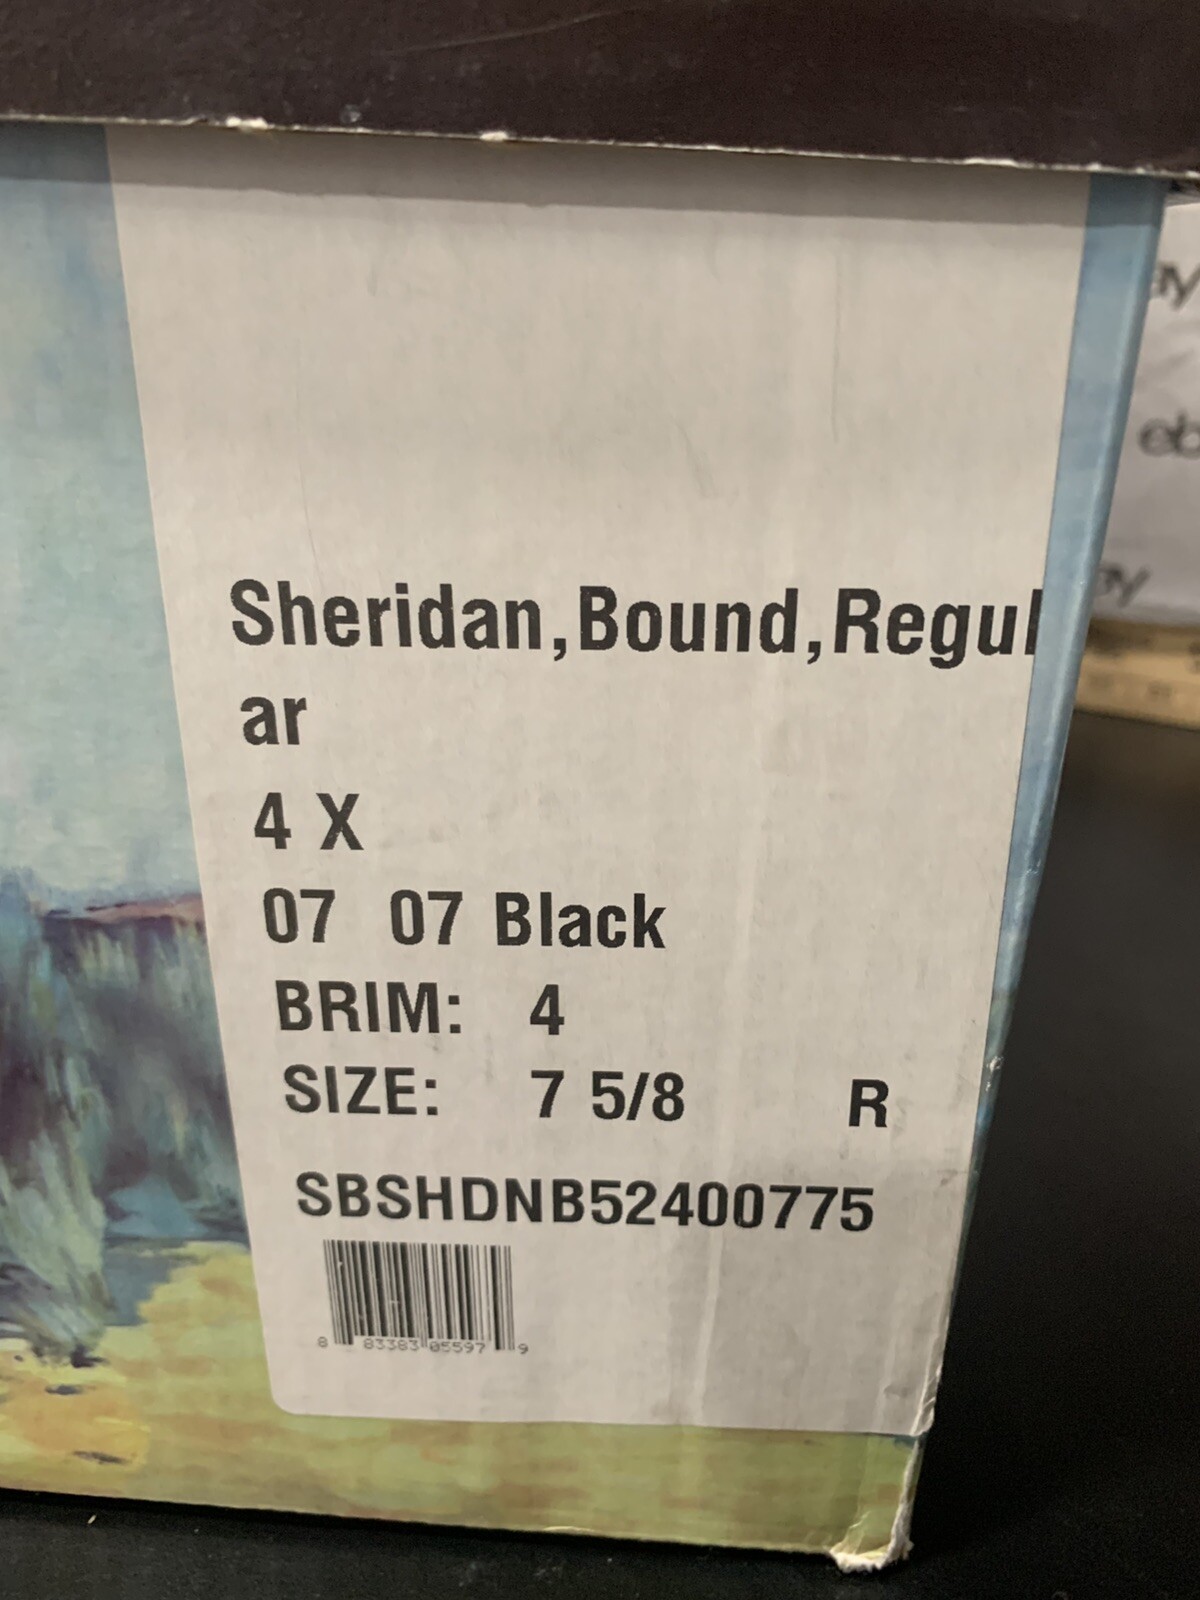 Sheridan,Bound,Regul
ar
4 X
07 07 Black
BRIM: 4
SIZE: 7 5/8 R
SBSHDNB52400775
8 83383 05597 9